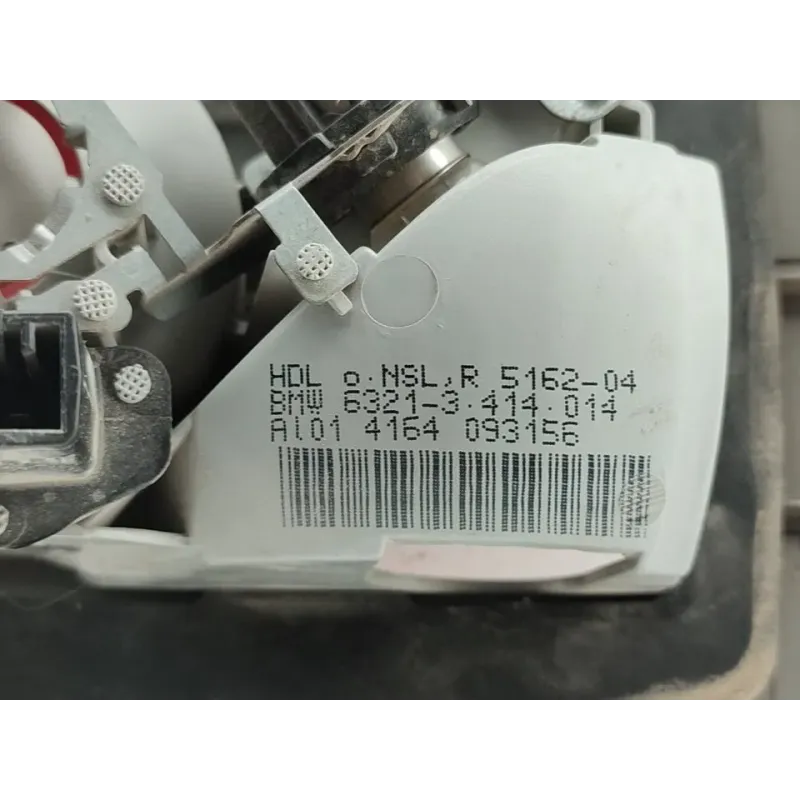 HDL o.NSL,R 5162-04
BMW 6321-3.414.014
Al01 4164 093156